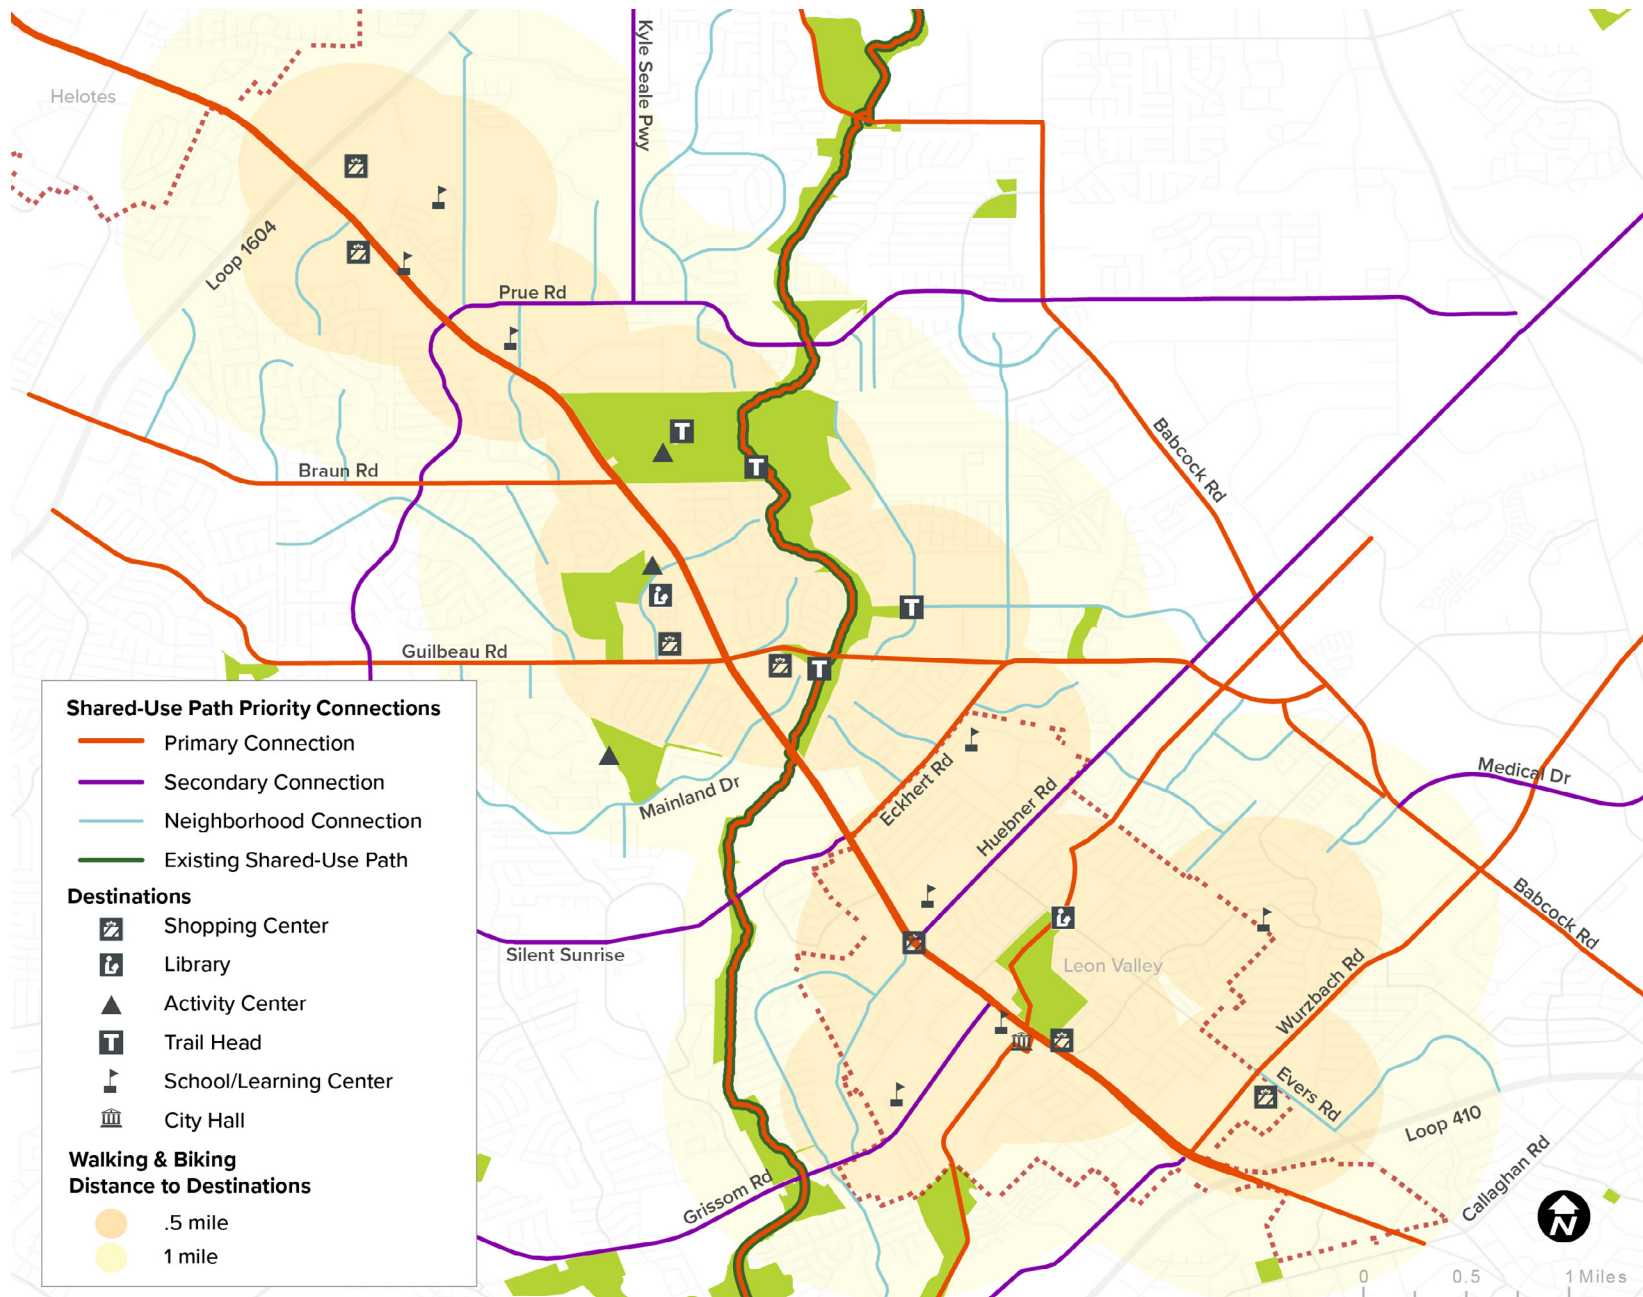 Helotes
Kyle Seale Pwy
Loop 1604
Prue Rd
Braun Rd
Babcock Rd
Guilbeau Rd
Mainland Dr
Eckhert Rd
Huebner Rd
Medical Dr
Silent Sunrise
Babcock Rd
Leon Valley
Wurzbach Rd
Evers Rd
Loop 410
Callaghan Rd
Grissom Rd
Shared-Use Path Priority Connections
Primary Connection
Secondary Connection
Neighborhood Connection
Existing Shared-Use Path
Destinations
Shopping Center
Library
Activity Center
T Trail Head
School/Learning Center
City Hall
Walking & Biking
Distance to Destinations
.5 mile
1 mile
T
T
T
T
N
0 0.5 1 Miles